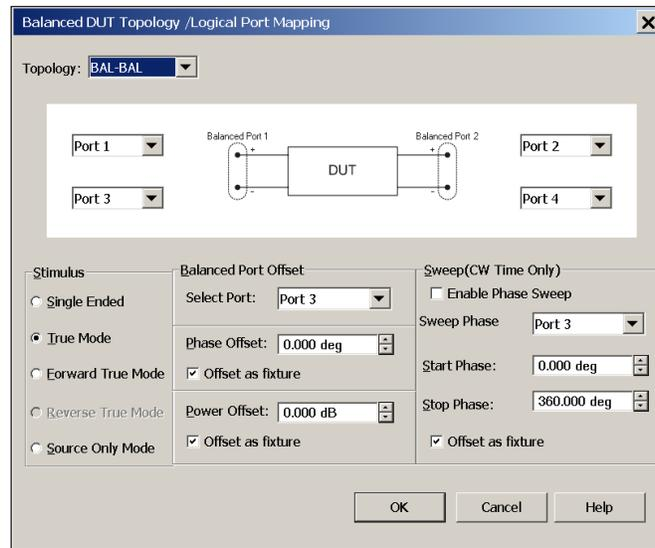 Balanced DUT Topology /Logical Port Mapping
Topology: BAL-BAL
Port 1
Port 3
Balanced Port 1
+
-
DUT
Balanced Port 2
+
-
Port 2
Port 4
Stimulus
Single Ended
True Mode
Forward True Mode
Reverse True Mode
Source Only Mode
Balanced Port Offset
Select Port: Port 3
Phase Offset: 0.000 deg
Offset as fixture
Power Offset: 0.000 dB
Offset as fixture
Sweep(CW Time Only)
Enable Phase Sweep
Sweep Phase Port 3
Start Phase: 0.000 deg
Stop Phase: 360.000 deg
Offset as fixture
OK Cancel Help